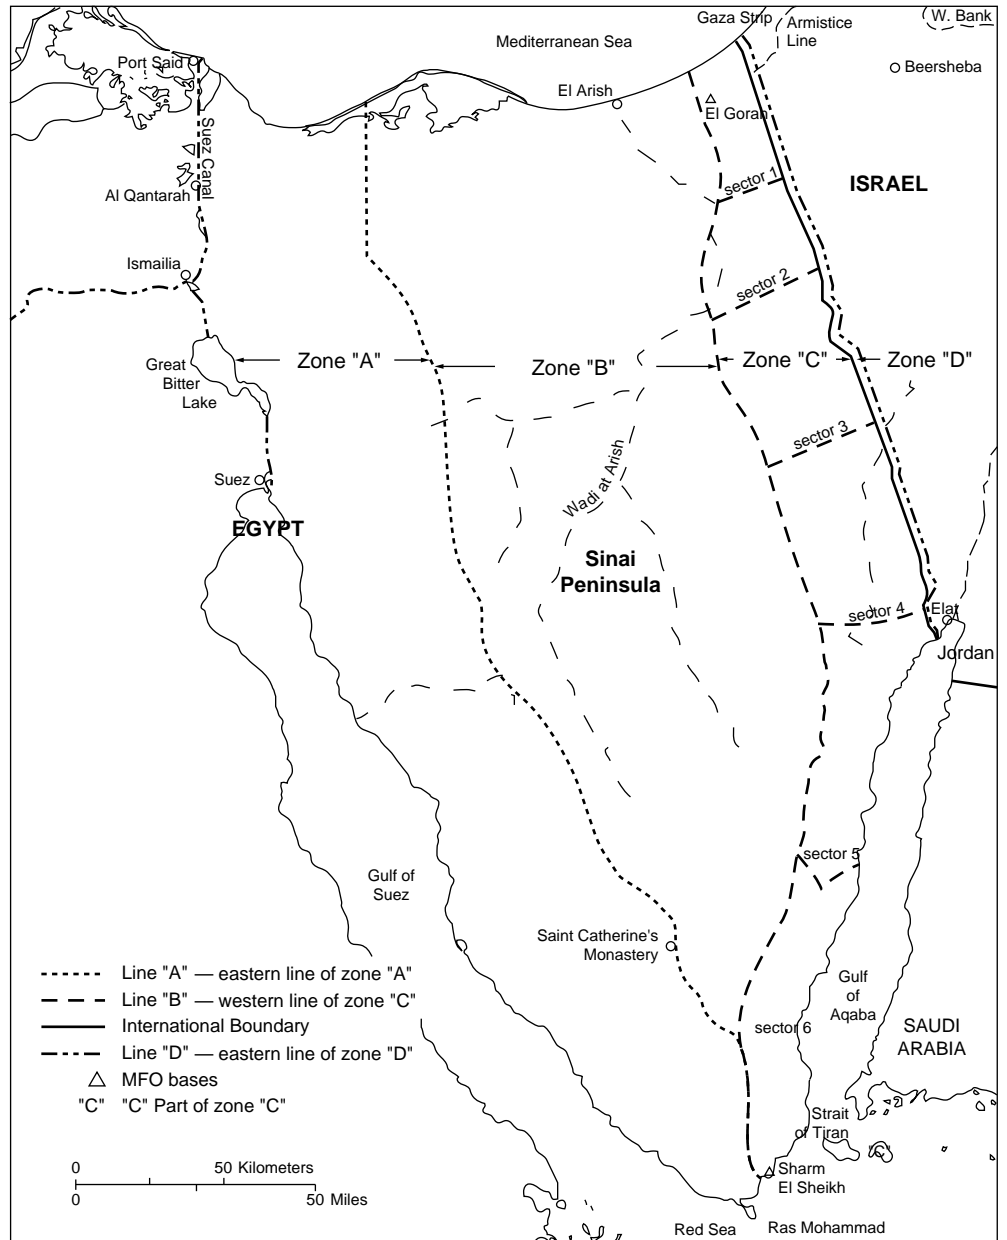 Gaza Strip
Armistice
Line
W. Bank
Mediterranean Sea
Port Said
Beersheba
El Arish
El Gorah
Suez Canal
Al Qantarah
sector 1
ISRAEL
Ismailia
sector 2
Great
Bitter
Lake
Zone "A"
Zone "B"
Zone "C"
Zone "D"
sector 3
Wadi at Arish
Suez
EGYPT
Sinai
Peninsula
sector 4
Elat
Jordan
sector 5
Gulf of
Suez
Saint Catherine's
Monastery
Gulf
of
Aqaba
sector 6
SAUDI
ARABIA
Line "A" — eastern line of zone "A"
Line "B" — western line of zone "C"
International Boundary
Line "D" — eastern line of zone "D"
MFO bases
"C" "C" Part of zone "C"
Strait
of Tiran
"C"
0 50 Kilometers
0 50 Miles
Sharm
El Sheikh
Red Sea
Ras Mohammad